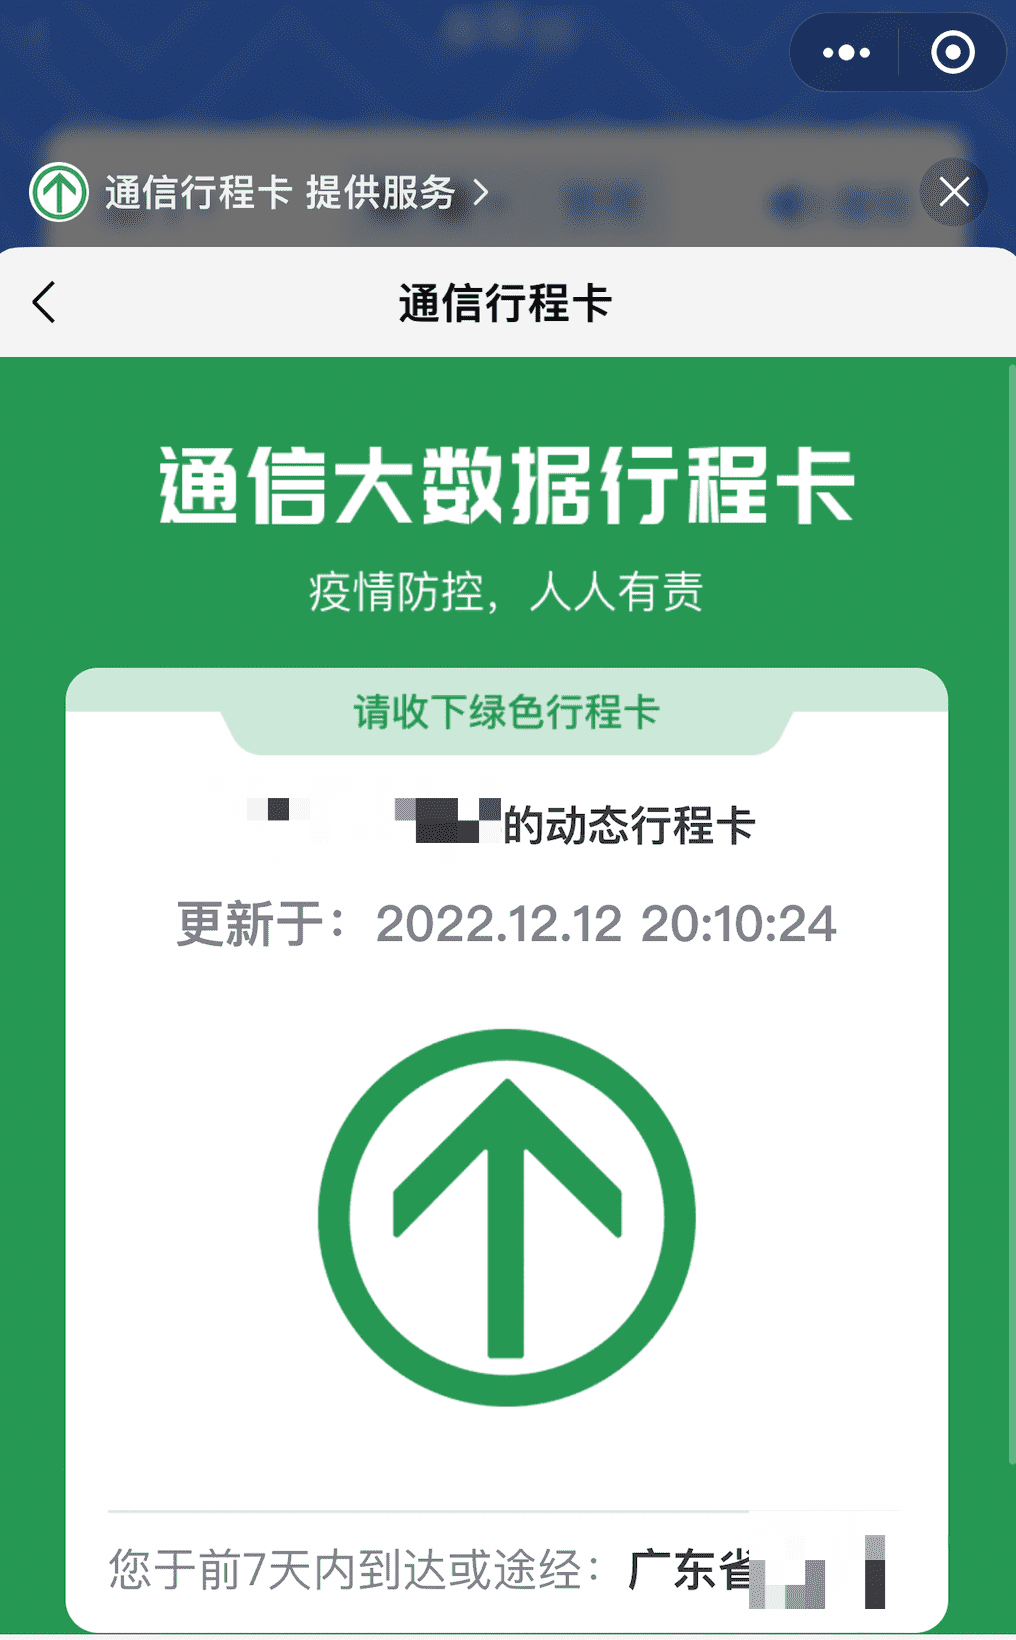 通信行程卡 提供服务
通信行程卡
通信大数据行程卡
疫情防控，人人有责
请收下绿色行程卡
的动态行程卡
更新于：2022.12.12 20:10:24
您于前7天内到达或途经：广东省